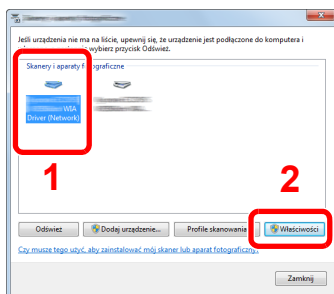 Jeśli urządzenia nie ma na liście, upewnij się, że urządzenie jest podłączone do komputera i
wybierz przycisk Odśwież.
Skanery i aparaty fotograficzne
WIA
Driver (Network)
1
2
Odśwież
Dodaj urządzenie...
Profile skanowania
Właściwości
Czy muszę tego użyć, aby zainstalować mój skaner lub aparat fotograficzny?
Zamknij